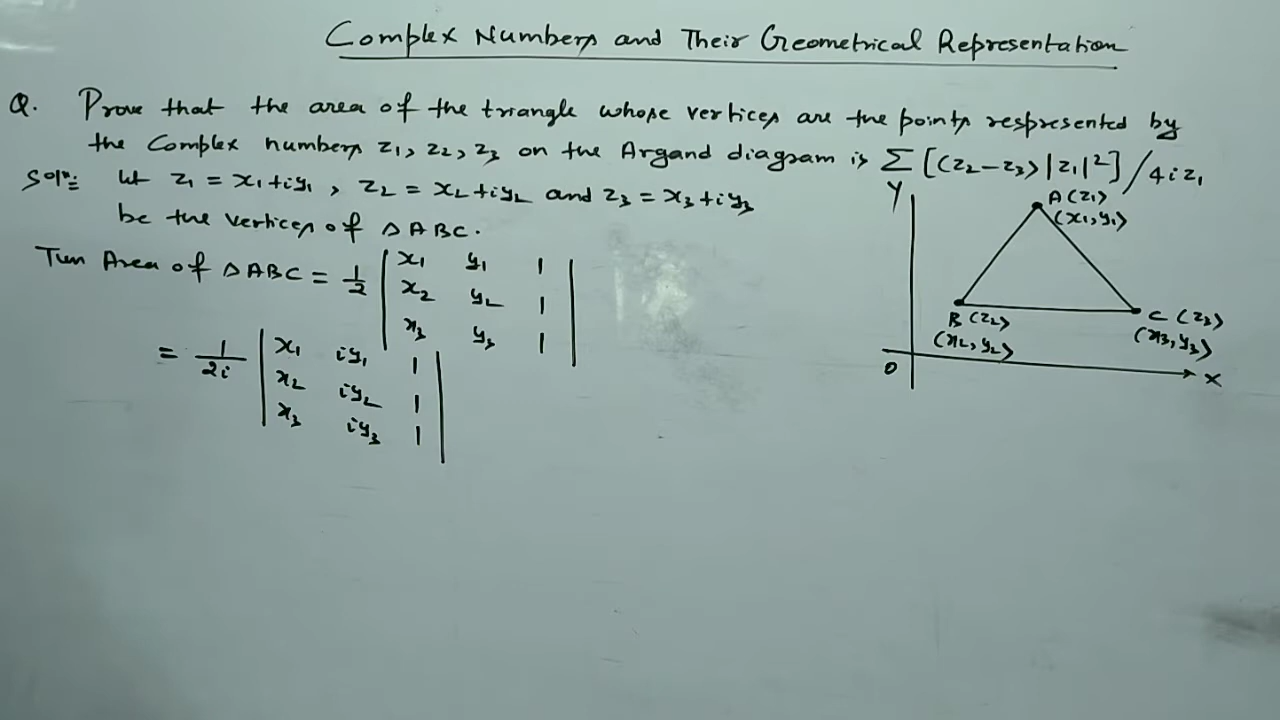 Complex Numbers and Their Geometrical Representation
Q. Prove that the area of the triangle whose vertices are the points respresented by
the Complex numbers z₁, z₂, z₃ on the Argand diagram is Σ [(z₂-z₃)|z₁|²]/4iz₁
Solⁿ: Let z₁ = x₁+iy₁, z₂ = x₂+iy₂ and z₃ = x₃+iy₃
be the vertices of △ABC.
Then Area of △ABC = 1/2 | x₁ y₁ 1 |
| x₂ y₂ 1 |
| x₃ y₃ 1 |
= 1/2i | x₁ iy₁ 1 |
| x₂ iy₂ 1 |
| x₃ iy₃ 1 |
Y
A (z₁)
(x₁, y₁)
B (z₂)
(x₂, y₂)
C (z₃)
(x₃, y₃)
O
X